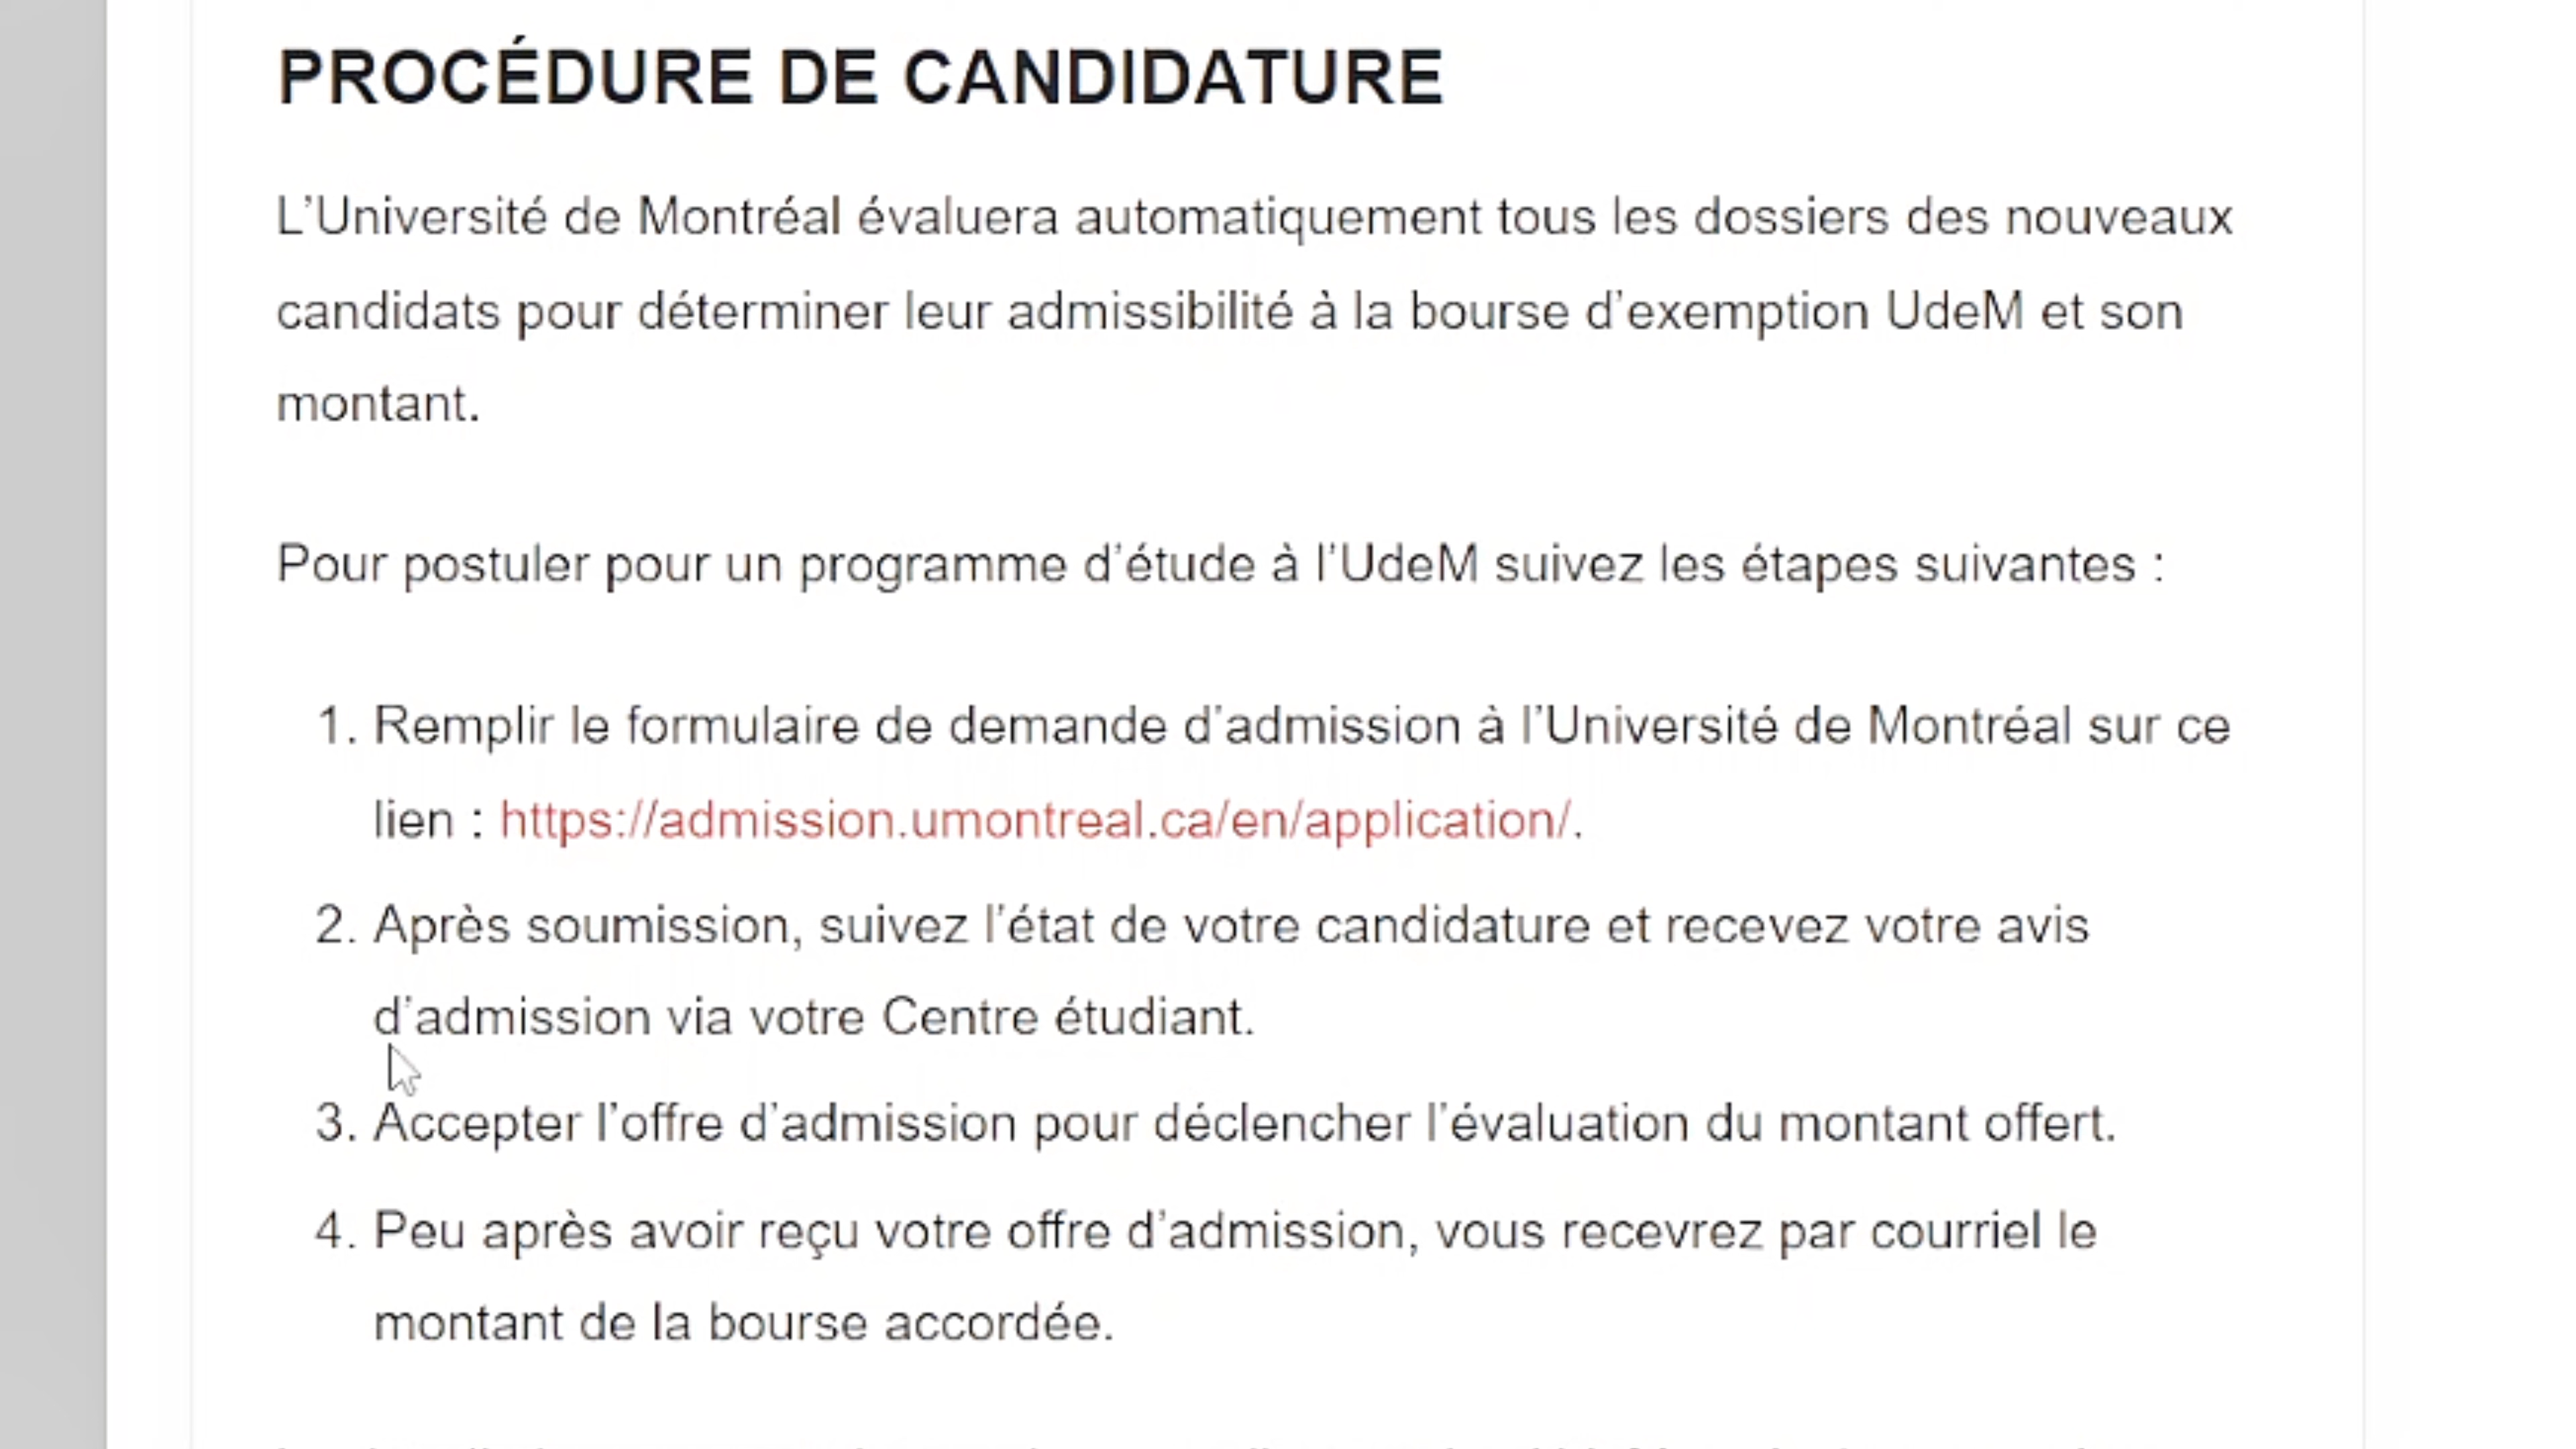 PROCÉDURE DE CANDIDATURE
L’Université de Montréal évaluera automatiquement tous les dossiers des nouveaux
candidats pour déterminer leur admissibilité à la bourse d’exemption UdeM et son
montant.
Pour postuler pour un programme d’étude à l’UdeM suivez les étapes suivantes :
1. Remplir le formulaire de demande d’admission à l’Université de Montréal sur ce
lien : https://admission.umontreal.ca/en/application/.
2. Après soumission, suivez l’état de votre candidature et recevez votre avis
d’admission via votre Centre étudiant.
3. Accepter l’offre d’admission pour déclencher l’évaluation du montant offert.
4. Peu après avoir reçu votre offre d’admission, vous recevrez par courriel le
montant de la bourse accordée.